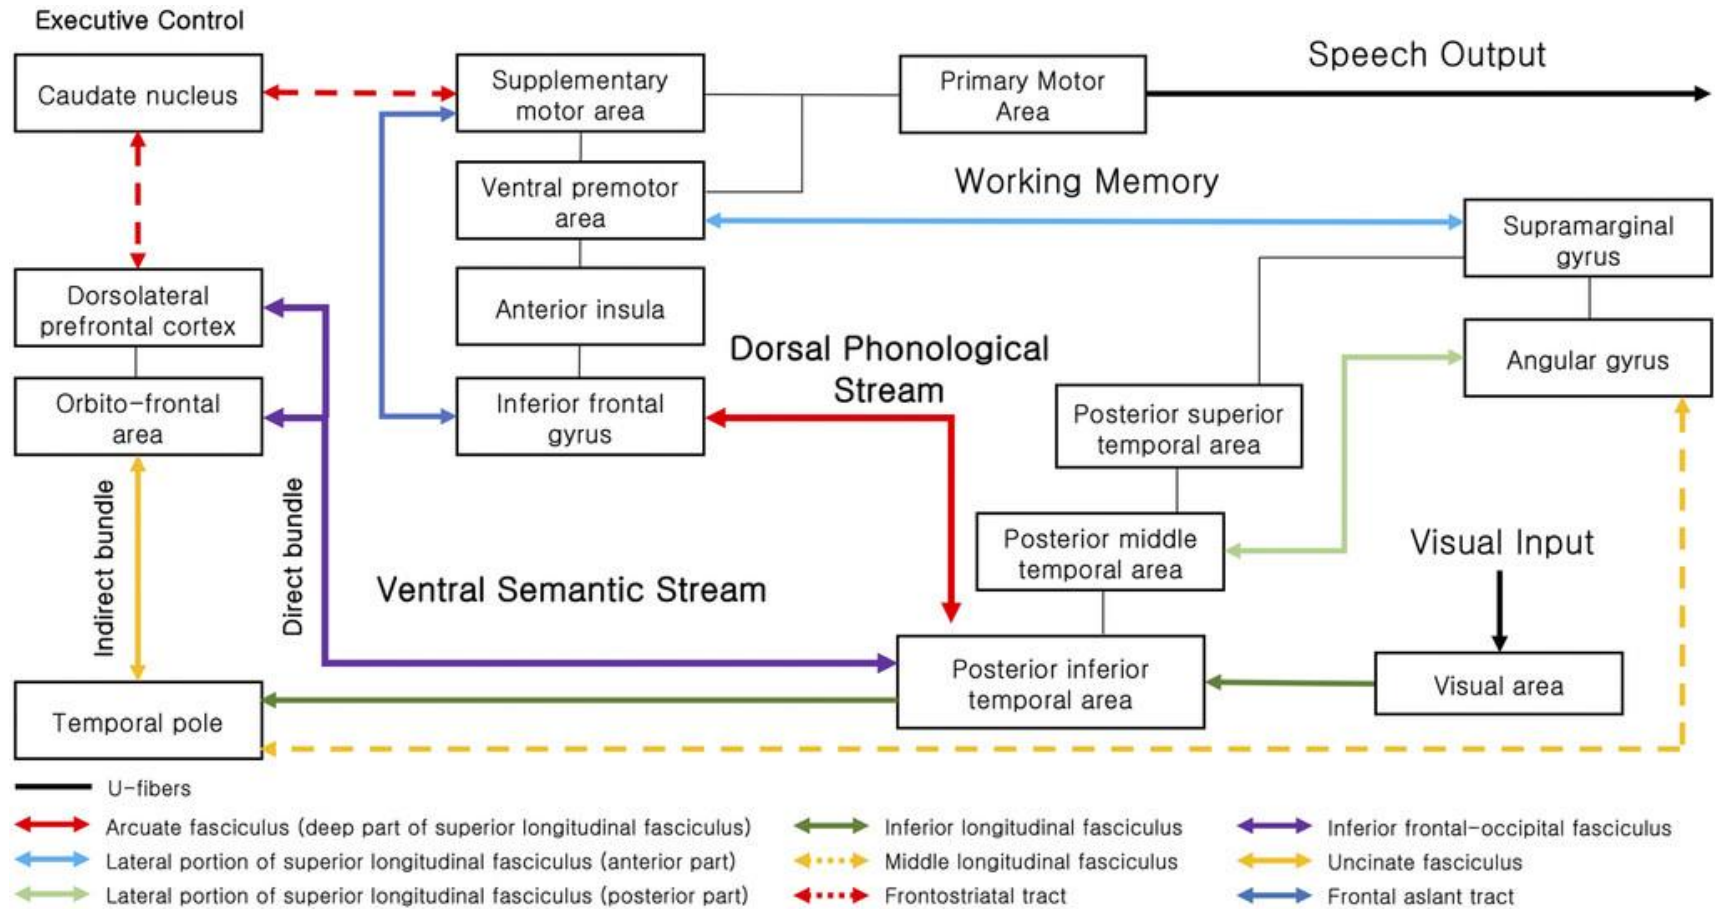 Executive Control
Caudate nucleus
Supplementary
motor area
Primary Motor
Area
Speech Output
Ventral premotor
area
Working Memory
Supramarginal
gyrus
Dorsolateral
prefrontal cortex
Anterior insula
Dorsal Phonological
Stream
Angular gyrus
Orbito-frontal
area
Inferior frontal
gyrus
Posterior superior
temporal area
Indirect bundle
Direct bundle
Posterior middle
temporal area
Visual Input
Ventral Semantic Stream
Posterior inferior
temporal area
Visual area
Temporal pole
U-fibers
Arcuate fasciculus (deep part of superior longitudinal fasciculus)
Lateral portion of superior longitudinal fasciculus (anterior part)
Lateral portion of superior longitudinal fasciculus (posterior part)
Inferior longitudinal fasciculus
Middle longitudinal fasciculus
Frontostriatal tract
Inferior frontal-occipital fasciculus
Uncinate fasciculus
Frontal aslant tract